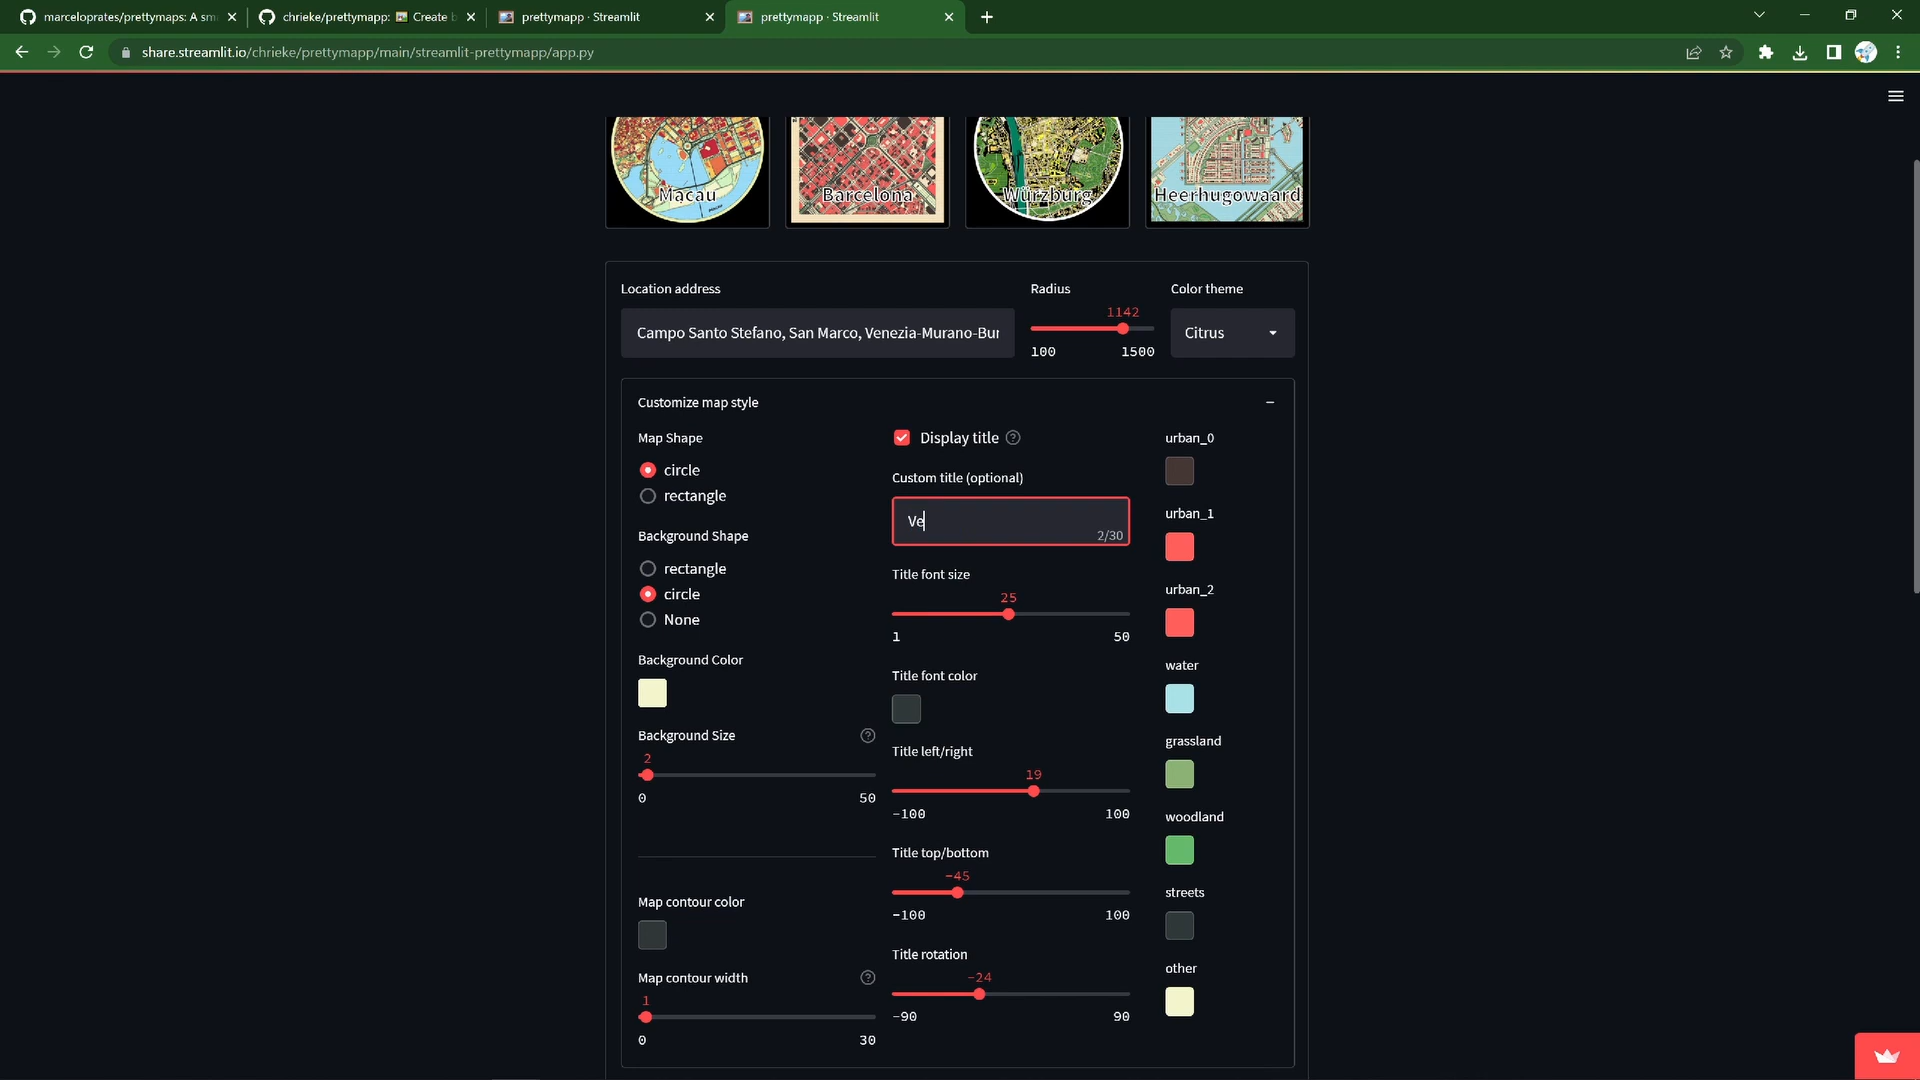 marceloprates/prettymaps: A sm
chrieke/prettymapp: Create b
prettymapp · Streamlit
prettymapp · Streamlit
share.streamlit.io/chrieke/prettymapp/main/streamlit-prettymapp/app.py
Macau
Barcelona
Würzburg
Heerhugowaard
Location address
Radius
Color theme
1142
Campo Santo Stefano, San Marco, Venezia-Murano-Bur
Citrus
100
1500
Customize map style
Map Shape
circle
rectangle
Background Shape
rectangle
circle
None
Background Color
Background Size
2
0
50
Map contour color
Map contour width
1
0
30
Display title
Custom title (optional)
Ve
2/30
Title font size
25
1
50
Title font color
Title left/right
19
-100
100
Title top/bottom
-45
-100
100
Title rotation
-24
-90
90
urban_0
urban_1
urban_2
water
grassland
woodland
streets
other